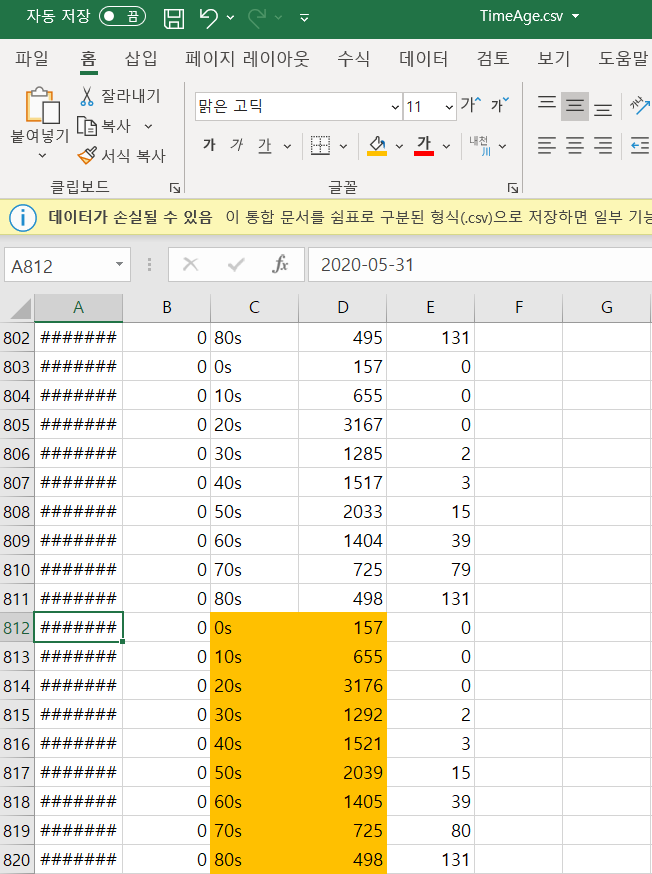 자동 저장 끔 TimeAge.csv
파일 홈 삽입 페이지 레이아웃 수식 데이터 검토 보기 도움말
붙여넣기 잘라내기 복사 서식 복사
맑은 고딕 11 가 가
가 가 가 가 내천 川
클립보드 글꼴
데이터가 손실될 수 있음 이 통합 문서를 쉼표로 구분된 형식(.csv)으로 저장하면 일부 기능
A812 fx 2020-05-31
A B C D E F G
802 ####### 0 80s 495 131
803 ####### 0 0s 157 0
804 ####### 0 10s 655 0
805 ####### 0 20s 3167 0
806 ####### 0 30s 1285 2
807 ####### 0 40s 1517 3
808 ####### 0 50s 2033 15
809 ####### 0 60s 1404 39
810 ####### 0 70s 725 79
811 ####### 0 80s 498 131
812 ####### 0 0s 157 0
813 ####### 0 10s 655 0
814 ####### 0 20s 3176 0
815 ####### 0 30s 1292 2
816 ####### 0 40s 1521 3
817 ####### 0 50s 2039 15
818 ####### 0 60s 1405 39
819 ####### 0 70s 725 80
820 ####### 0 80s 498 131